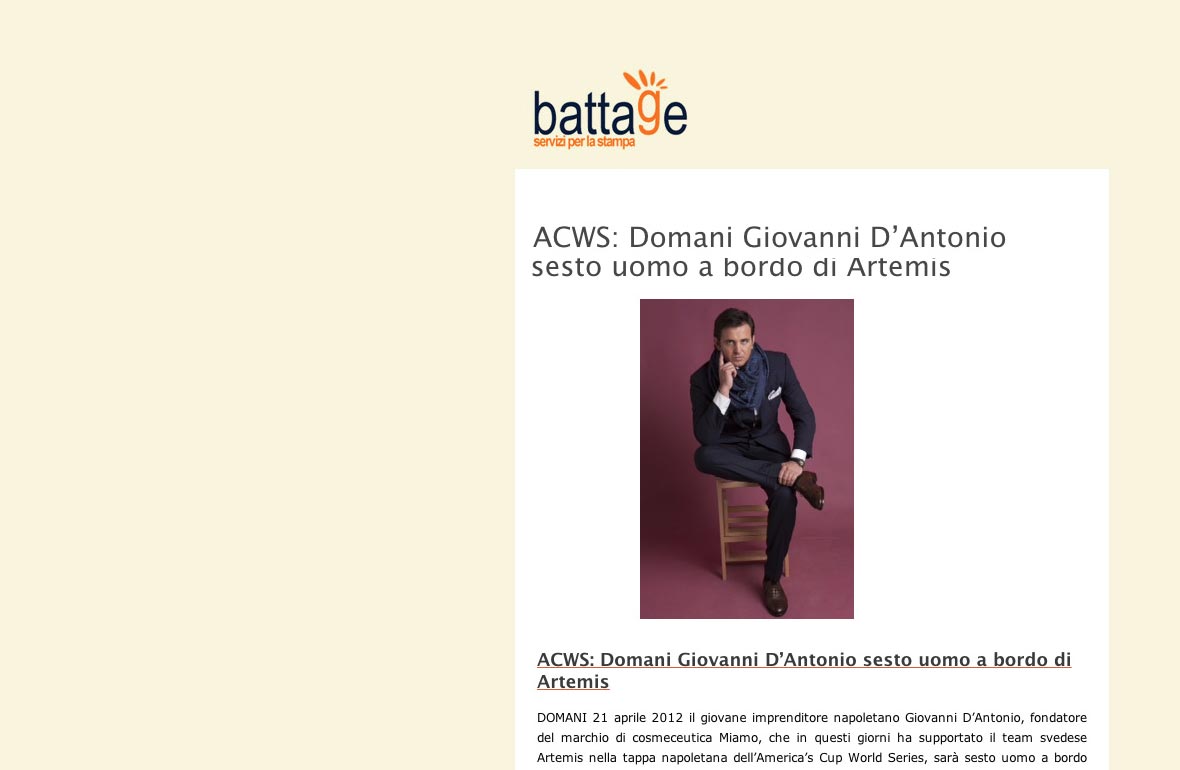 battage
servizi per la stampa
ACWS: Domani Giovanni D’Antonio
sesto uomo a bordo di Artemis
ACWS: Domani Giovanni D’Antonio sesto uomo a bordo di
Artemis
DOMANI 21 aprile 2012 il giovane imprenditore napoletano Giovanni D’Antonio, fondatore
del marchio di cosmeceutica Miamo, che in questi giorni ha supportato il team svedese
Artemis nella tappa napoletana dell’America’s Cup World Series, sarà sesto uomo a bordo